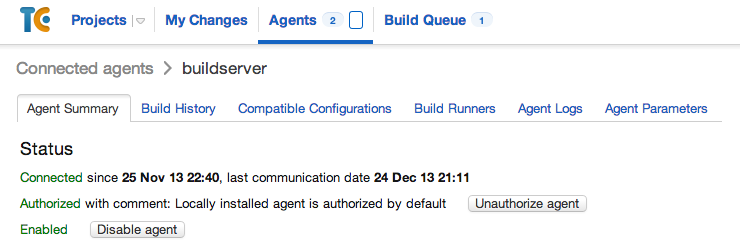 TC Projects My Changes Agents 2 Build Queue 1
Connected agents > buildserver
Agent Summary Build History Compatible Configurations Build Runners Agent Logs Agent Parameters
Status
Connected since 25 Nov 13 22:40, last communication date 24 Dec 13 21:11
Authorized with comment: Locally installed agent is authorized by default Unauthorize agent
Enabled Disable agent